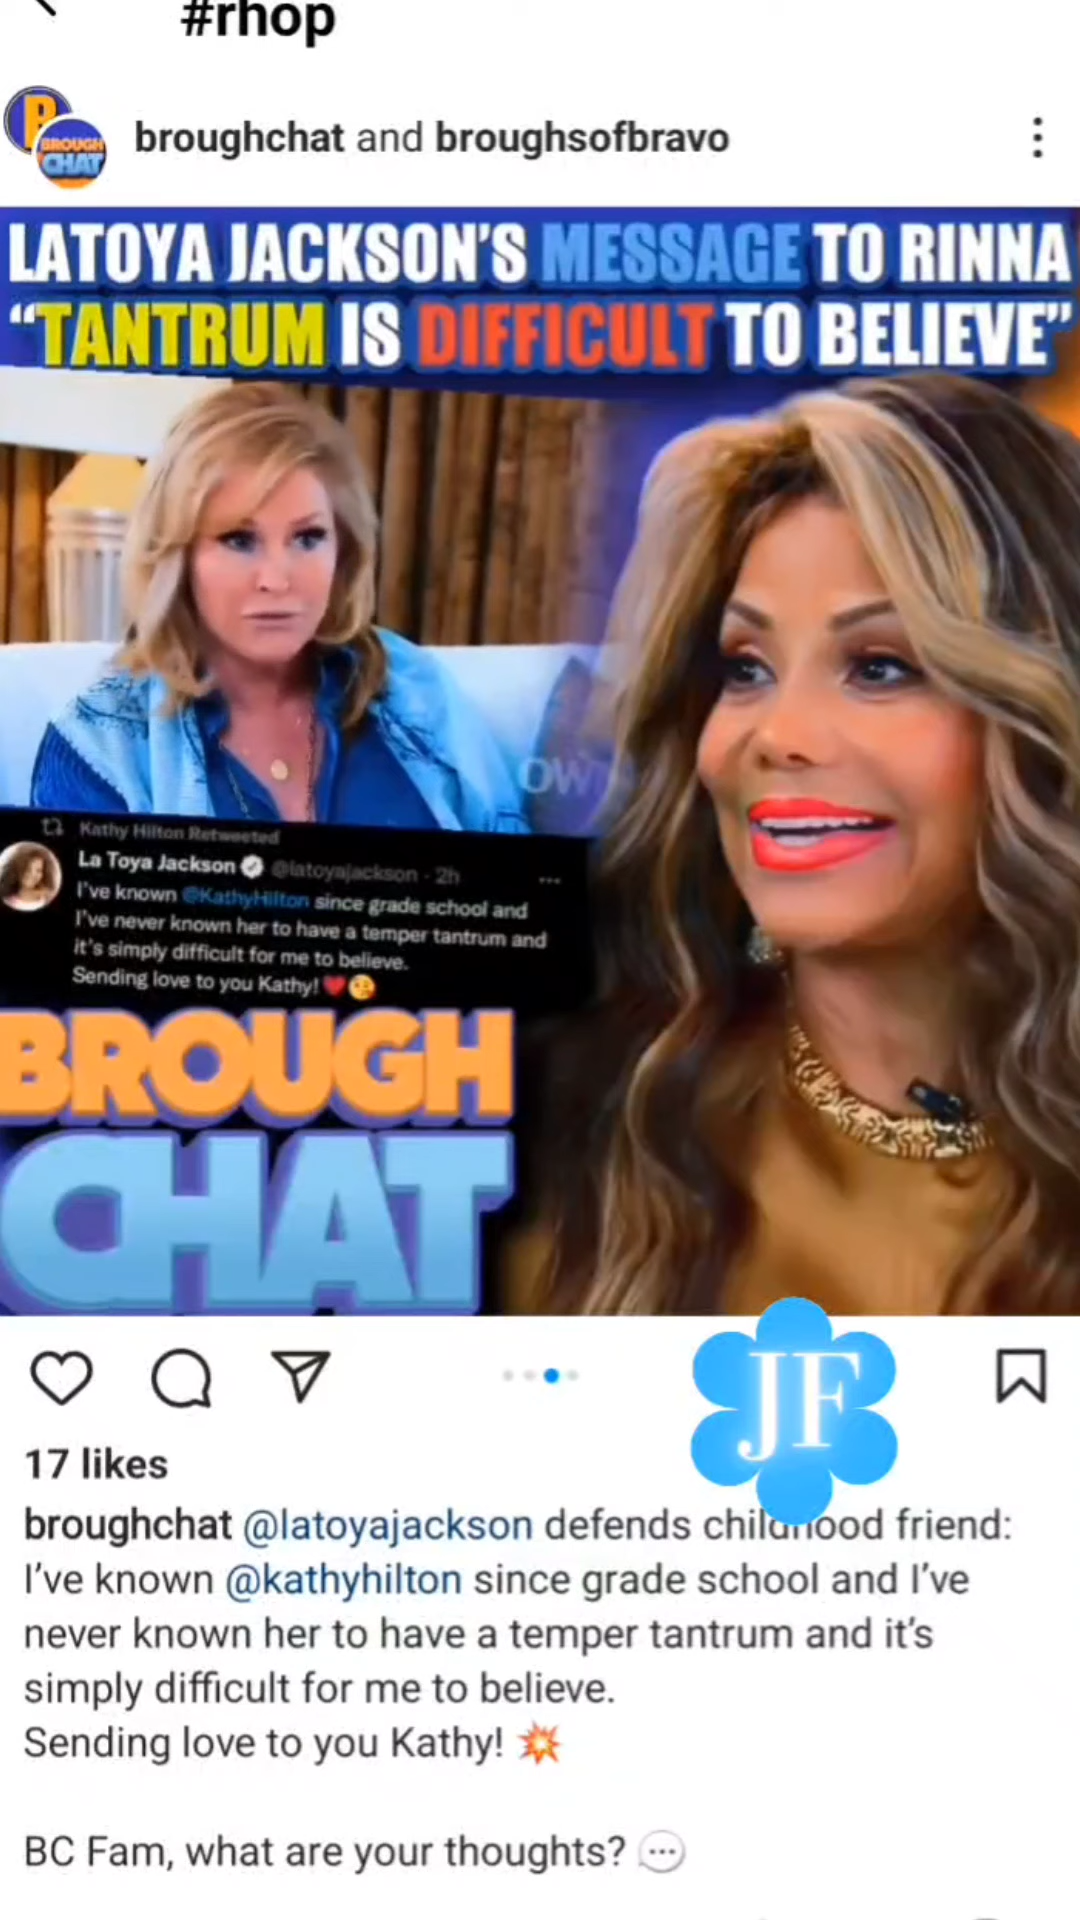 #rhop
B
BROUGH
CHAT
broughchat and broughsofbravo
LATOYA JACKSON'S MESSAGE TO RINNA
“TANTRUM IS DIFFICULT TO BELIEVE”
OW
Kathy Hilton Retweeted
La Toya Jackson @latoyajackson · 2h
I've known @KathyHilton since grade school and
I've never known her to have a temper tantrum and
it's simply difficult for me to believe.
Sending love to you Kathy! ❤️😘
BROUGH
CHAT
JF
17 likes
broughchat @latoyajackson defends childhood friend:
I've known @kathyhilton since grade school and I've
never known her to have a temper tantrum and it's
simply difficult for me to believe.
Sending love to you Kathy! 💥
BC Fam, what are your thoughts? 💬